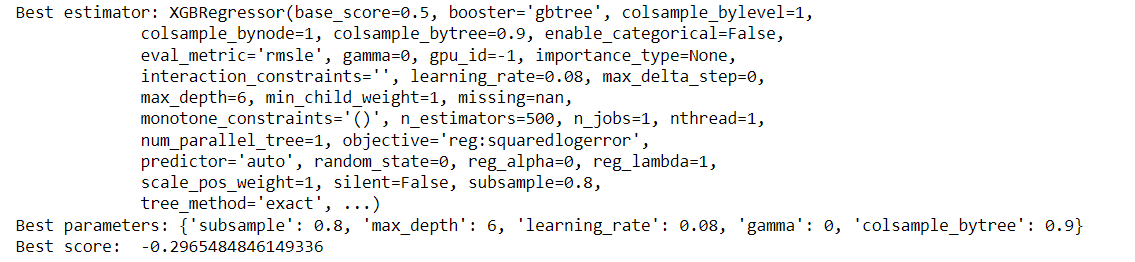 Best estimator: XGBRegressor(base_score=0.5, booster='gbtree', colsample_bylevel=1,
colsample_bynode=1, colsample_bytree=0.9, enable_categorical=False,
eval_metric='rmsle', gamma=0, gpu_id=-1, importance_type=None,
interaction_constraints='', learning_rate=0.08, max_delta_step=0,
max_depth=6, min_child_weight=1, missing=nan,
monotone_constraints='()', n_estimators=500, n_jobs=1, nthread=1,
num_parallel_tree=1, objective='reg:squaredlogerror',
predictor='auto', random_state=0, reg_alpha=0, reg_lambda=1,
scale_pos_weight=1, silent=False, subsample=0.8,
tree_method='exact', ...)
Best parameters: {'subsample': 0.8, 'max_depth': 6, 'learning_rate': 0.08, 'gamma': 0, 'colsample_bytree': 0.9}
Best score:  -0.2965484846149336